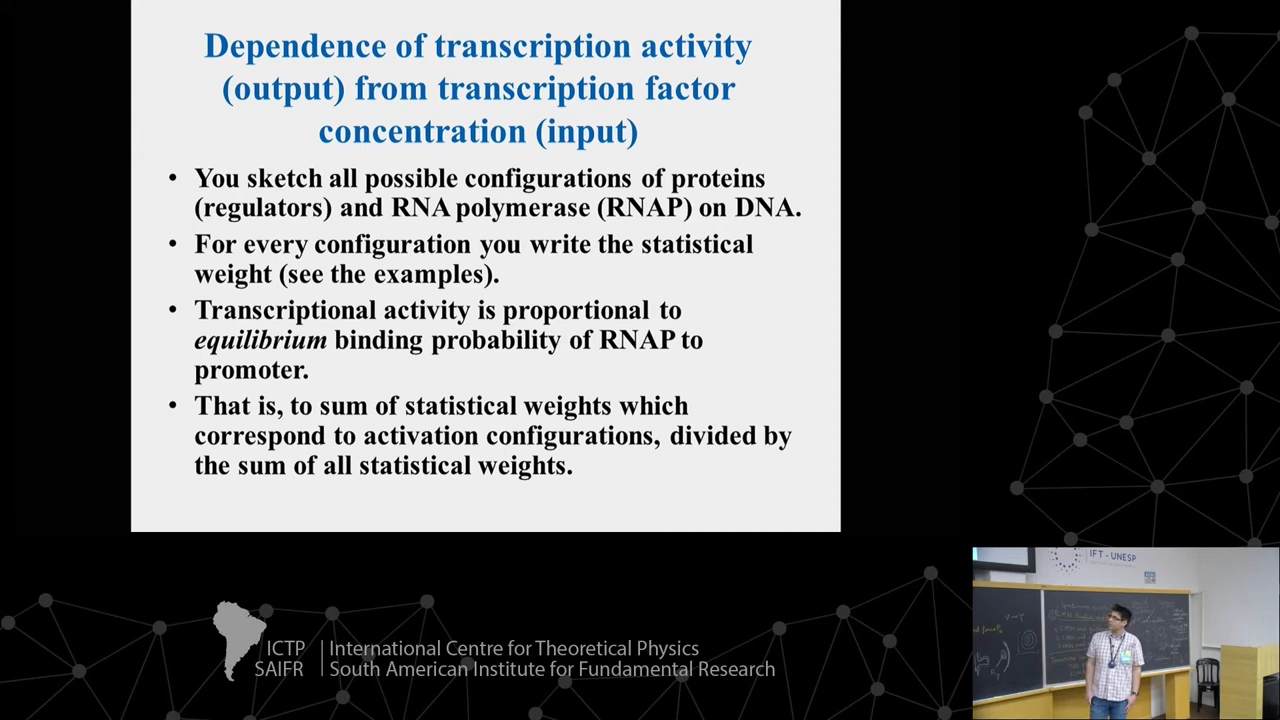 Dependence of transcription activity
(output) from transcription factor
concentration (input)
• You sketch all possible configurations of proteins
(regulators) and RNA polymerase (RNAP) on DNA.
• For every configuration you write the statistical
weight (see the examples).
• Transcriptional activity is proportional to
equilibrium binding probability of RNAP to
promoter.
• That is, to sum of statistical weights which
correspond to activation configurations, divided by
the sum of all statistical weights.
IFT - UNESP
ICTP
SAIFR
International Centre for Theoretical Physics
South American Institute for Fundamental Research